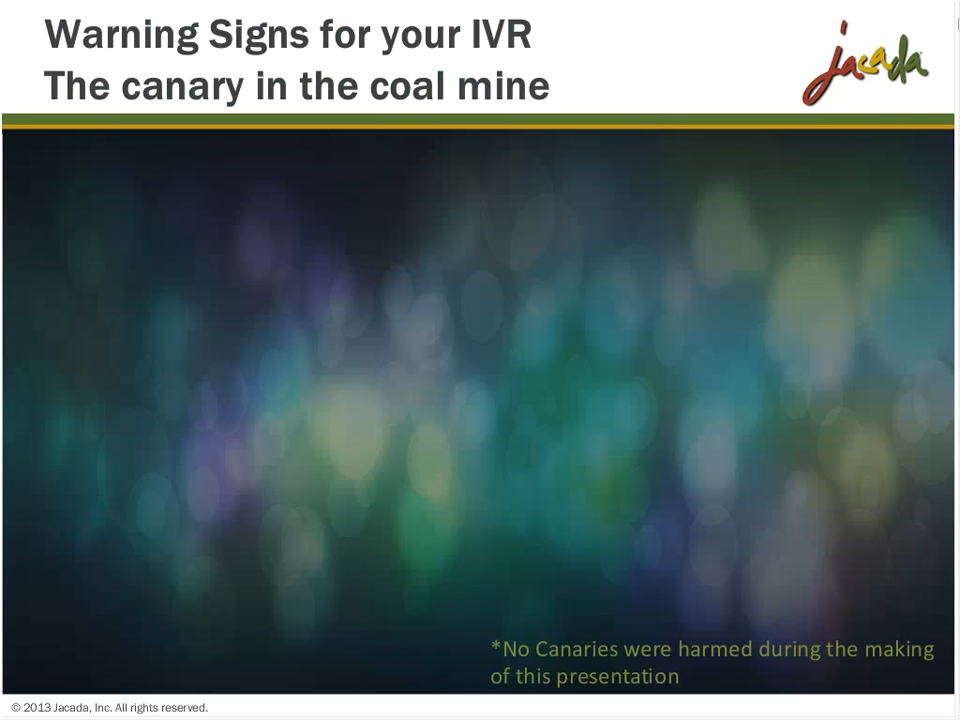 Warning Signs for your IVR
The canary in the coal mine
jacada
*No Canaries were harmed during the making
of this presentation
© 2013 Jacada, Inc. All rights reserved.